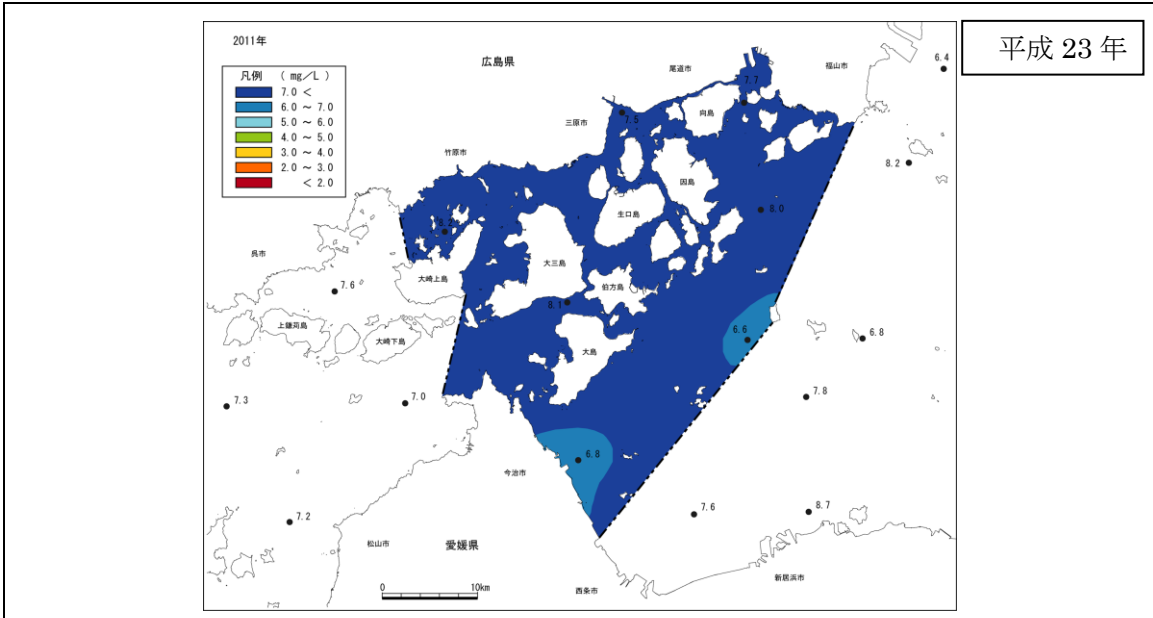 平成 23 年
2011年
広島県
尾道市
福山市
6.4
凡例 ( mg/L )
7.0 <
6.0 ~ 7.0
5.0 ~ 6.0
4.0 ~ 5.0
3.0 ~ 4.0
2.0 ~ 3.0
< 2.0
7.7
向島
7.5
三原市
竹原市
8.2
因島
8.0
生口島
8.2
呉市
大三島
大崎上島
7.6
伯方島
8.1
上蒲刈島
大崎下島
大島
6.6
6.8
7.3
7.0
7.8
6.8
今治市
7.6
8.7
7.2
松山市
愛媛県
新居浜市
西条市
0
10km